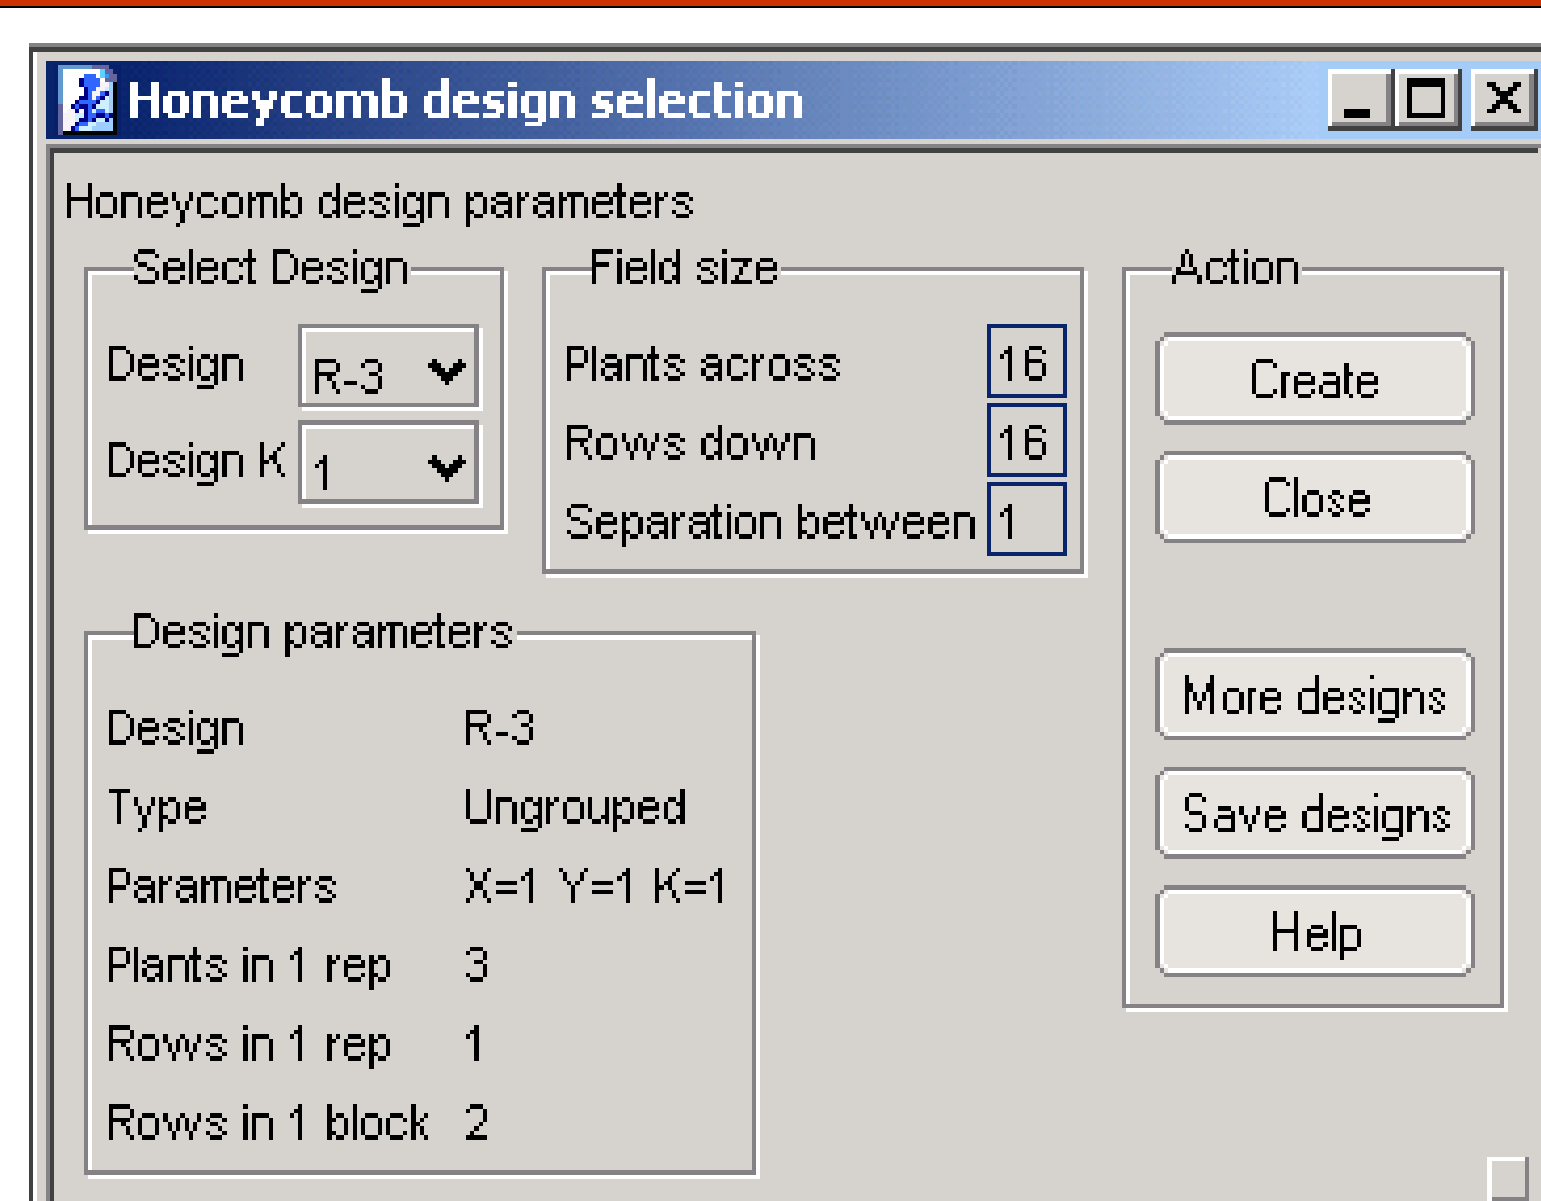 Honeycomb design selection
Honeycomb design parameters
Select Design
Design R-3
Design K 1
Field size
Plants across 16
Rows down 16
Separation between 1
Action
Create
Close
More designs
Save designs
Help
Design parameters
Design R-3
Type Ungrouped
Parameters X=1 Y=1 K=1
Plants in 1 rep 3
Rows in 1 rep 1
Rows in 1 block 2